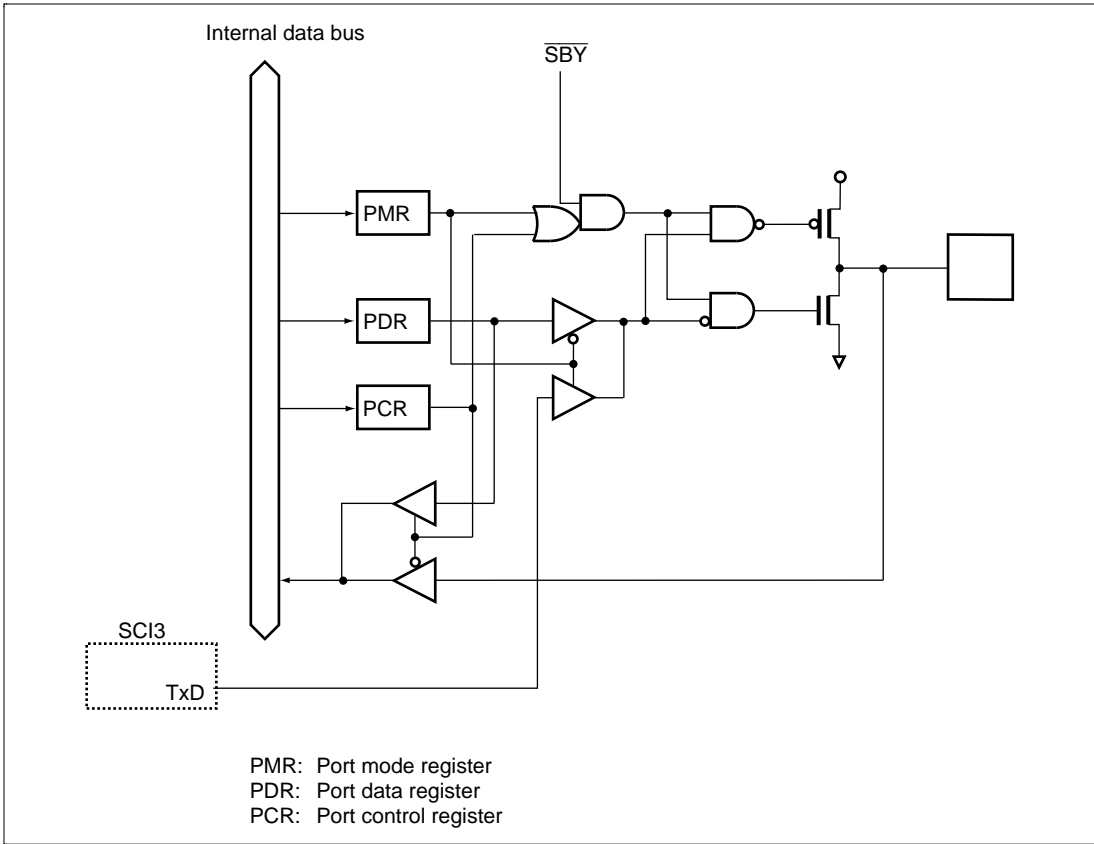 Internal data bus
SBY
PMR
PDR
PCR
SCI3
TxD
PMR: Port mode register
PDR: Port data register
PCR: Port control register